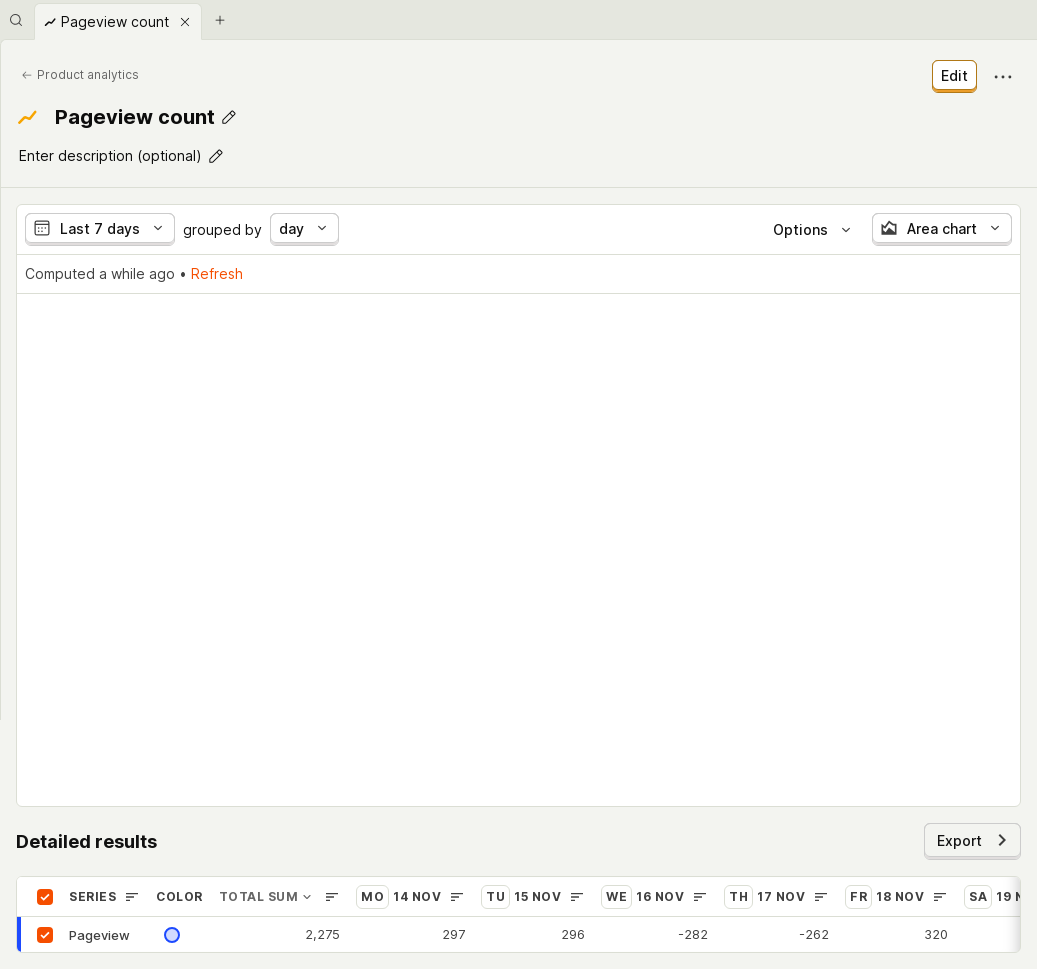 Pageview count
Product analytics
Edit
Pageview count
Enter description (optional)
Last 7 days grouped by day Options Area chart
Computed a while ago • Refresh
Detailed results
Export
SERIES COLOR TOTAL SUM MO 14 NOV TU 15 NOV WE 16 NOV TH 17 NOV FR 18 NOV SA 19
Pageview 2,275 297 296 -282 -262 320